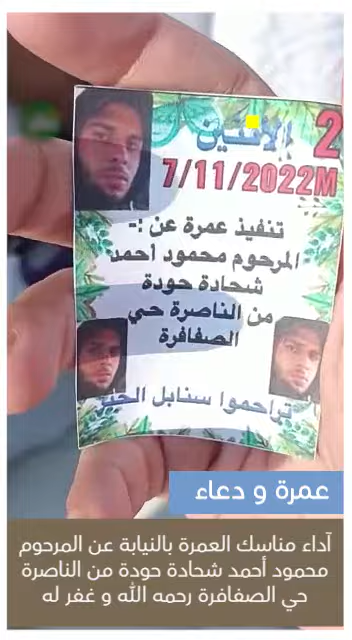 2 الاثنين
7/11/2022M
تنفيذ عمرة عن :-
المرحوم محمود أحمد
شحادة حودة
من الناصرة حي
الصفافرة
تراحموا سنابل
عمرة و دعاء
آداء مناسك العمرة بالنيابة عن المرحوم
محمود أحمد شحادة حودة من الناصرة
حي الصفافرة رحمه الله و غفر له